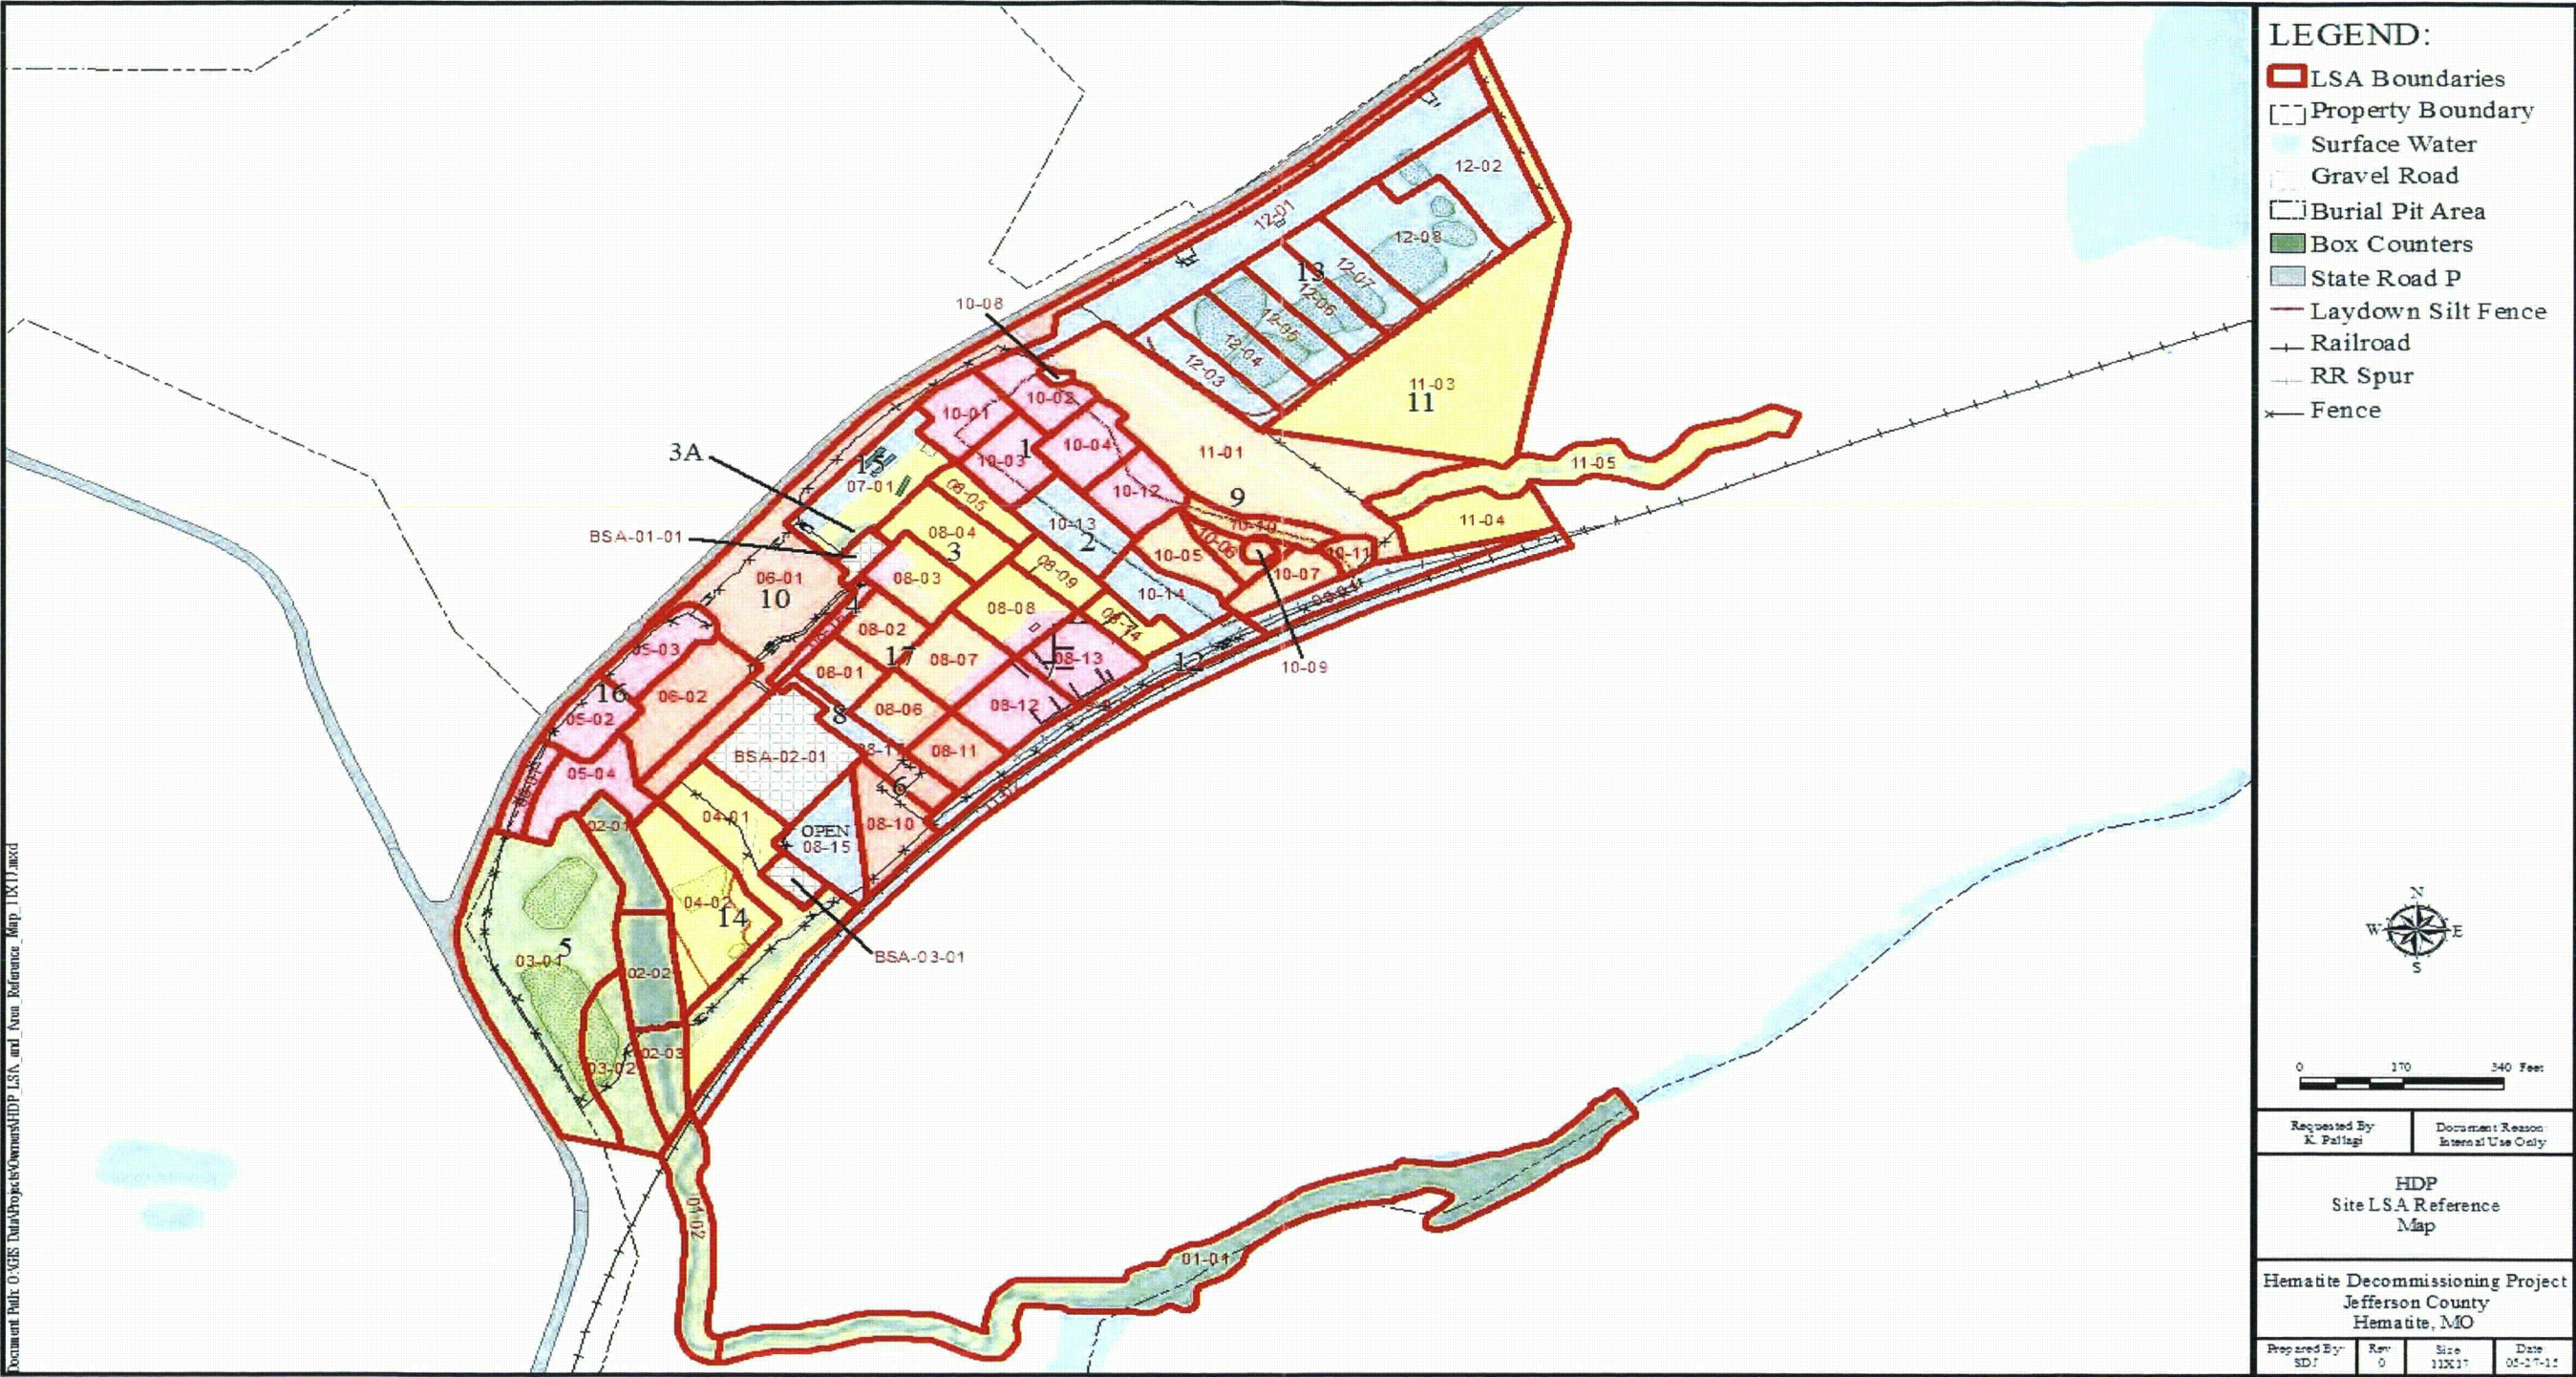 LEGEND:
LSA Boundaries
Property Boundary
Surface Water
Gravel Road
Burial Pit Area
Box Counters
State Road P
Laydown Silt Fence
Railroad
RR Spur
Fence
12-02
12-01
12-08
13
12-07
12-06
12-05
12-04
12-03
10-08
11-03
11
10-02
10-01
10-04
1
10-03
11-01
11-05
3A
15
07-01
08-05
10-12
9
10-10
11-04
BSA-01-01
10-13
2
08-04
3
10-05
10-06
10-11
10-07
06-01
10
08-03
08-09
10-14
4
08-08
08-14
08-02
17
08-07
08-13
12
10-09
05-03
08-01
16
06-02
05-02
8
08-06
08-12
BSA-02-01
08-11
05-04
6
02-01
04-01
OPEN
08-15
08-10
04-02
14
5
03-01
02-02
BSA-03-01
02-03
03-02
01-02
01-01
N
W
E
S
0 170 340 Feet
Requested By:
K. Pallagi
Document Reason:
Internal Use Only
HDP
Site LSA Reference
Map
Hematite Decommissioning Project
Jefferson County
Hematite, MO
Prepared By:
SDJ
Rev
0
Size
11X17
Date
05-27-15